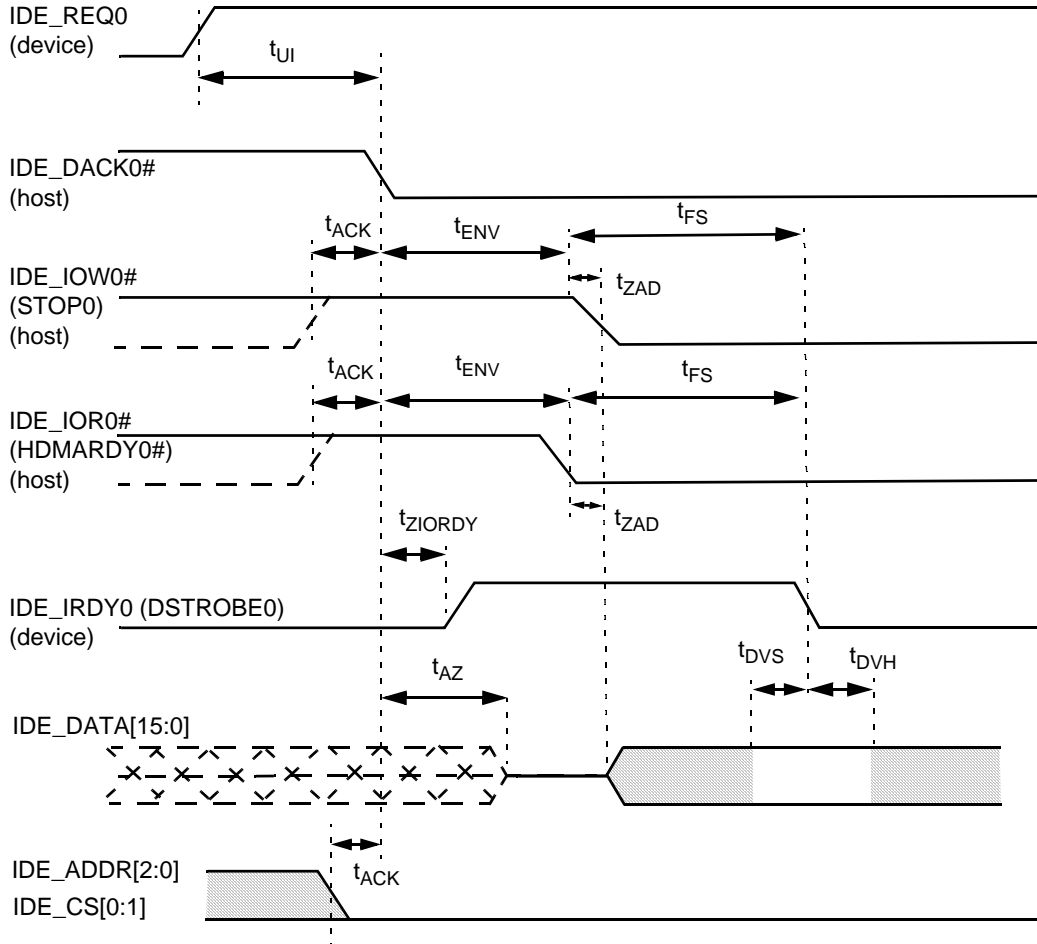 IDE_REQ0
(device)
tUI
IDE_DACK0#
(host)
tACK
tENV
tFS
IDE_IOW0#
(STOP0)
(host)
tZAD
tACK
tENV
tFS
IDE_IOR0#
(HDMARDY0#)
(host)
tZIORDY
tZAD
IDE_IRDY0 (DSTROBE0)
(device)
tDVS
tDVH
tAZ
IDE_DATA[15:0]
IDE_ADDR[2:0]
tACK
IDE_CS[0:1]